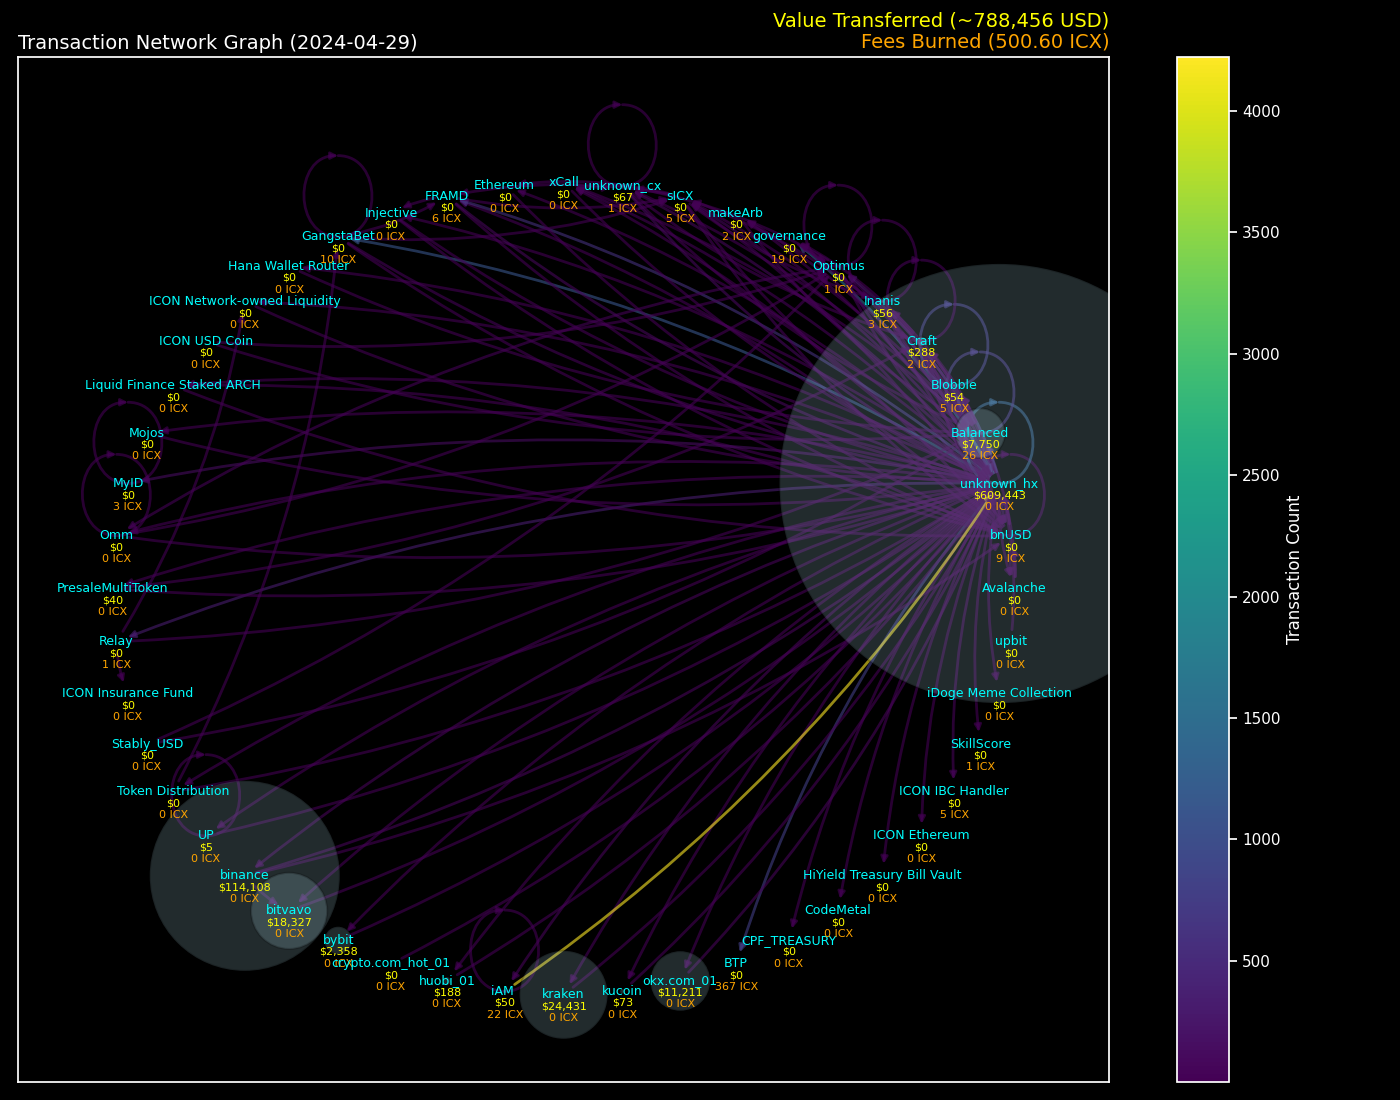 Value Transferred (~788,456 USD)
Transaction Network Graph (2024-04-29)
Fees Burned (500.60 ICX)
xCall
$0
0 ICX
Ethereum
$0
0 ICX
unknown_cx
$67
1 ICX
FRAMD
$0
6 ICX
sICX
$0
5 ICX
Injective
$0
0 ICX
makeArb
$0
2 ICX
GangstaBet
$0
10 ICX
governance
$0
19 ICX
Hana Wallet Router
$0
0 ICX
Optimus
$0
1 ICX
ICON Network-owned Liquidity
$0
0 ICX
Inanis
$56
3 ICX
ICON USD Coin
$0
0 ICX
Craft
$288
2 ICX
Liquid Finance Staked ARCH
$0
0 ICX
Blobble
$54
5 ICX
Mojos
$0
0 ICX
Balanced
$7,750
26 ICX
MyID
$0
3 ICX
unknown_hx
$609,443
0 ICX
Omm
$0
0 ICX
bnUSD
$0
9 ICX
PresaleMultiToken
$40
0 ICX
Avalanche
$0
0 ICX
Relay
$0
1 ICX
upbit
$0
0 ICX
ICON Insurance Fund
$0
0 ICX
iDoge Meme Collection
$0
0 ICX
Stably_USD
$0
0 ICX
SkillScore
$0
1 ICX
Token Distribution
$0
0 ICX
ICON IBC Handler
$0
5 ICX
UP
$5
0 ICX
ICON Ethereum
$0
0 ICX
binance
$114,108
0 ICX
HiYield Treasury Bill Vault
$0
0 ICX
bitvavo
$18,327
0 ICX
CodeMetal
$0
0 ICX
bybit
$2,358
0 ICX
CPF_TREASURY
$0
0 ICX
crypto.com_hot_01
$0
0 ICX
BTP
$0
367 ICX
huobi_01
$188
0 ICX
okx.com_01
$11,211
0 ICX
iAM
$50
22 ICX
kraken
$24,431
0 ICX
kucoin
$73
0 ICX
4000
3500
3000
2500
2000
1500
1000
500
Transaction Count